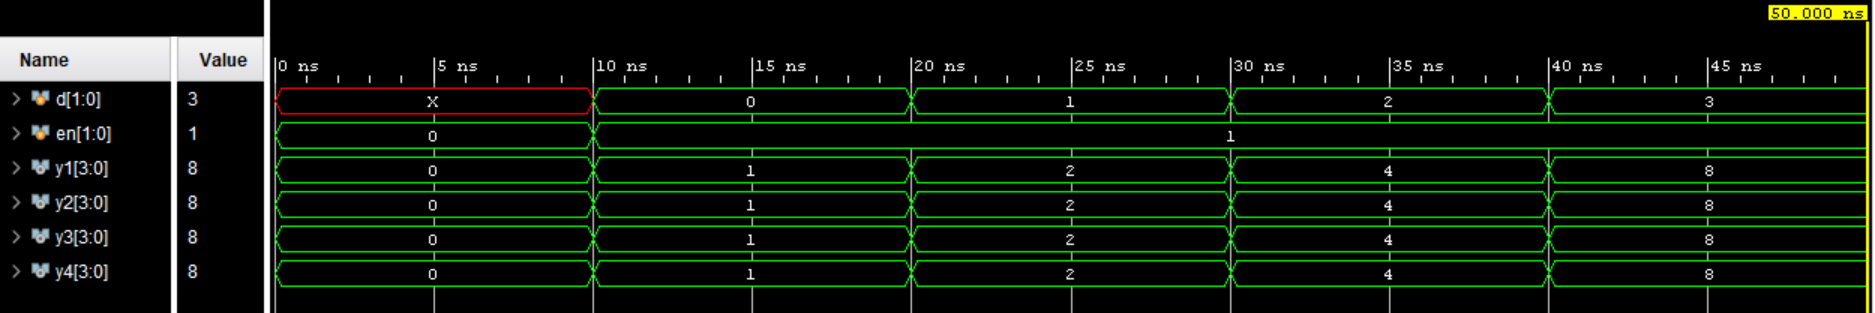 50.000 ns
Name Value
0 ns 5 ns 10 ns 15 ns 20 ns 25 ns 30 ns 35 ns 40 ns 45 ns
d[1:0] 3 X 0 1 2 3
en[1:0] 1 0 1
y1[3:0] 8 0 1 2 4 8
y2[3:0] 8 0 1 2 4 8
y3[3:0] 8 0 1 2 4 8
y4[3:0] 8 0 1 2 4 8